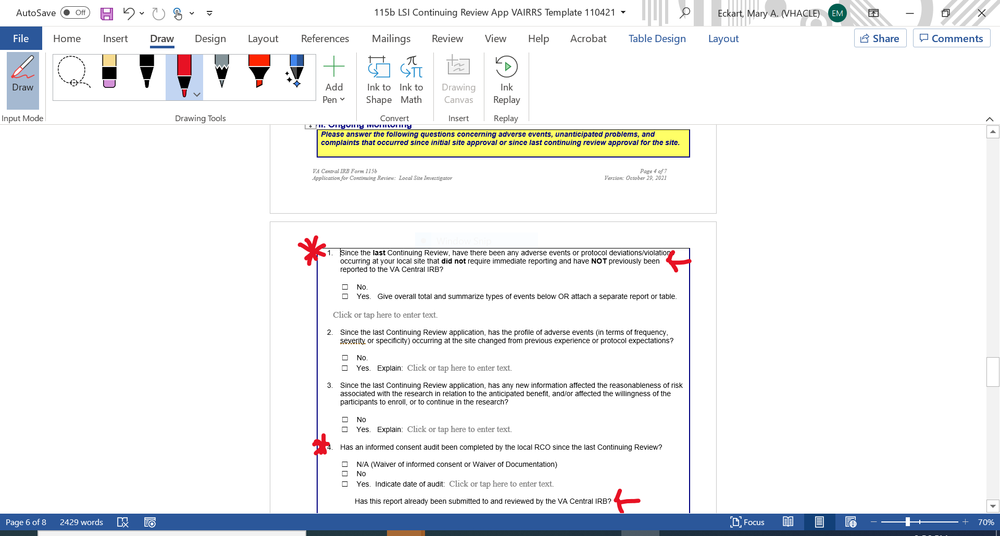 AutoSave Off 115b LSI Continuing Review App VAIRRS Template 110421 Eckart, Mary A. (VHACLE) EM
File Home Insert Draw Design Layout References Mailings Review View Help Acrobat Table Design Layout Share Comments
Draw
Add Pen
Ink to Shape
Ink to Math
Drawing Canvas
Ink Replay
Input Mode Drawing Tools Convert Insert Replay
II. Ongoing Monitoring
Please answer the following questions concerning adverse events, unanticipated problems, and
complaints that occurred since initial site approval or since last continuing review approval for the site.
VA Central IRB Form 115b Page 4 of 7
Application for Continuing Review: Local Site Investigator Version: October 29, 2021
Window Snip
1. Since the last Continuing Review, have there been any adverse events or protocol deviations/violation
occurring at your local site that did not require immediate reporting and have NOT previously been
reported to the VA Central IRB?
☐ No.
☐ Yes. Give overall total and summarize types of events below OR attach a separate report or table.
Click or tap here to enter text.
2. Since the last Continuing Review application, has the profile of adverse events (in terms of frequency,
severity or specificity) occurring at the site changed from previous experience or protocol expectations?
☐ No.
☐ Yes. Explain: Click or tap here to enter text.
3. Since the last Continuing Review application, has any new information affected the reasonableness of risk
associated with the research in relation to the anticipated benefit, and/or affected the willingness of the
participants to enroll, or to continue in the research?
☐ No
☐ Yes. Explain: Click or tap here to enter text.
4. Has an informed consent audit been completed by the local RCO since the last Continuing Review?
☐ N/A (Waiver of informed consent or Waiver of Documentation)
☐ No
☐ Yes. Indicate date of audit: Click or tap here to enter text.
Has this report already been submitted to and reviewed by the VA Central IRB?
Page 6 of 8 2429 words Focus 70%